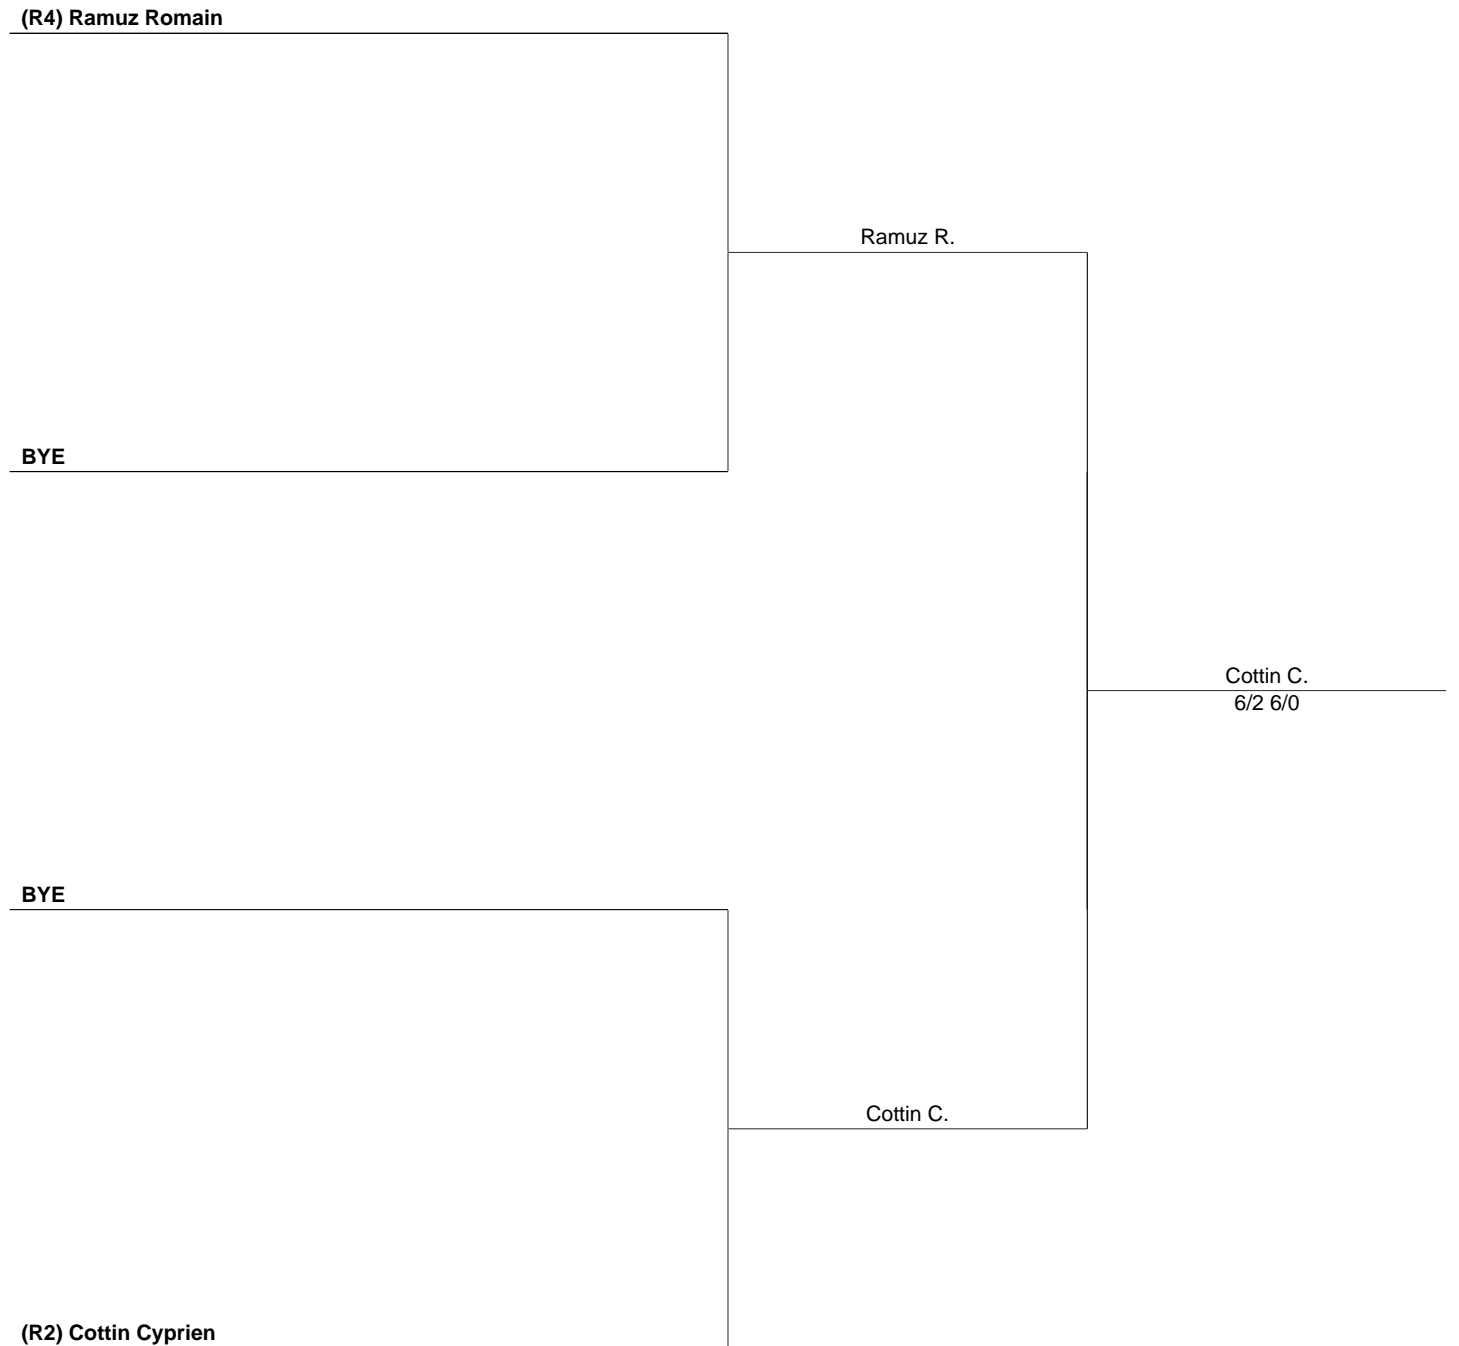 (R4) Ramuz Romain
Ramuz R.
BYE
Cottin C.
6/2 6/0
BYE
Cottin C.
(R2) Cottin Cyprien